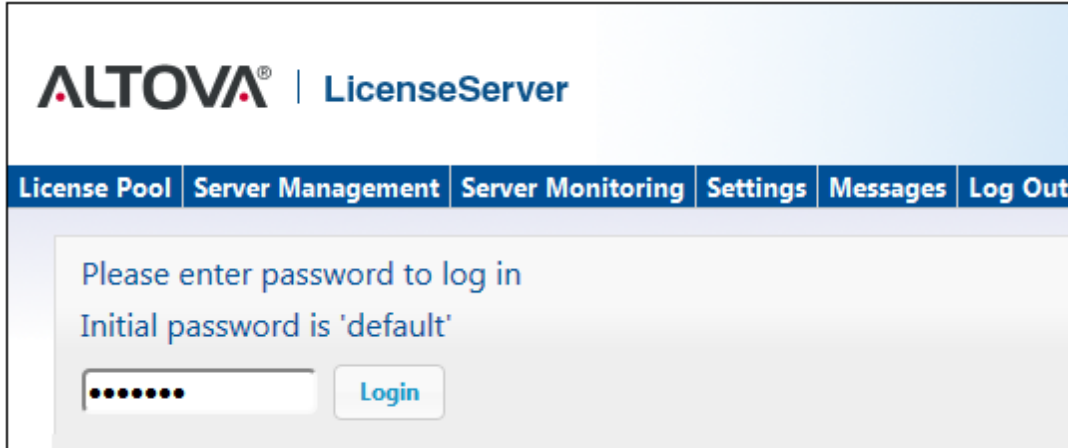 ALTOVA® | LicenseServer
License Pool | Server Management | Server Monitoring | Settings | Messages | Log Out
Please enter password to log in
Initial password is 'default'
••••••• Login